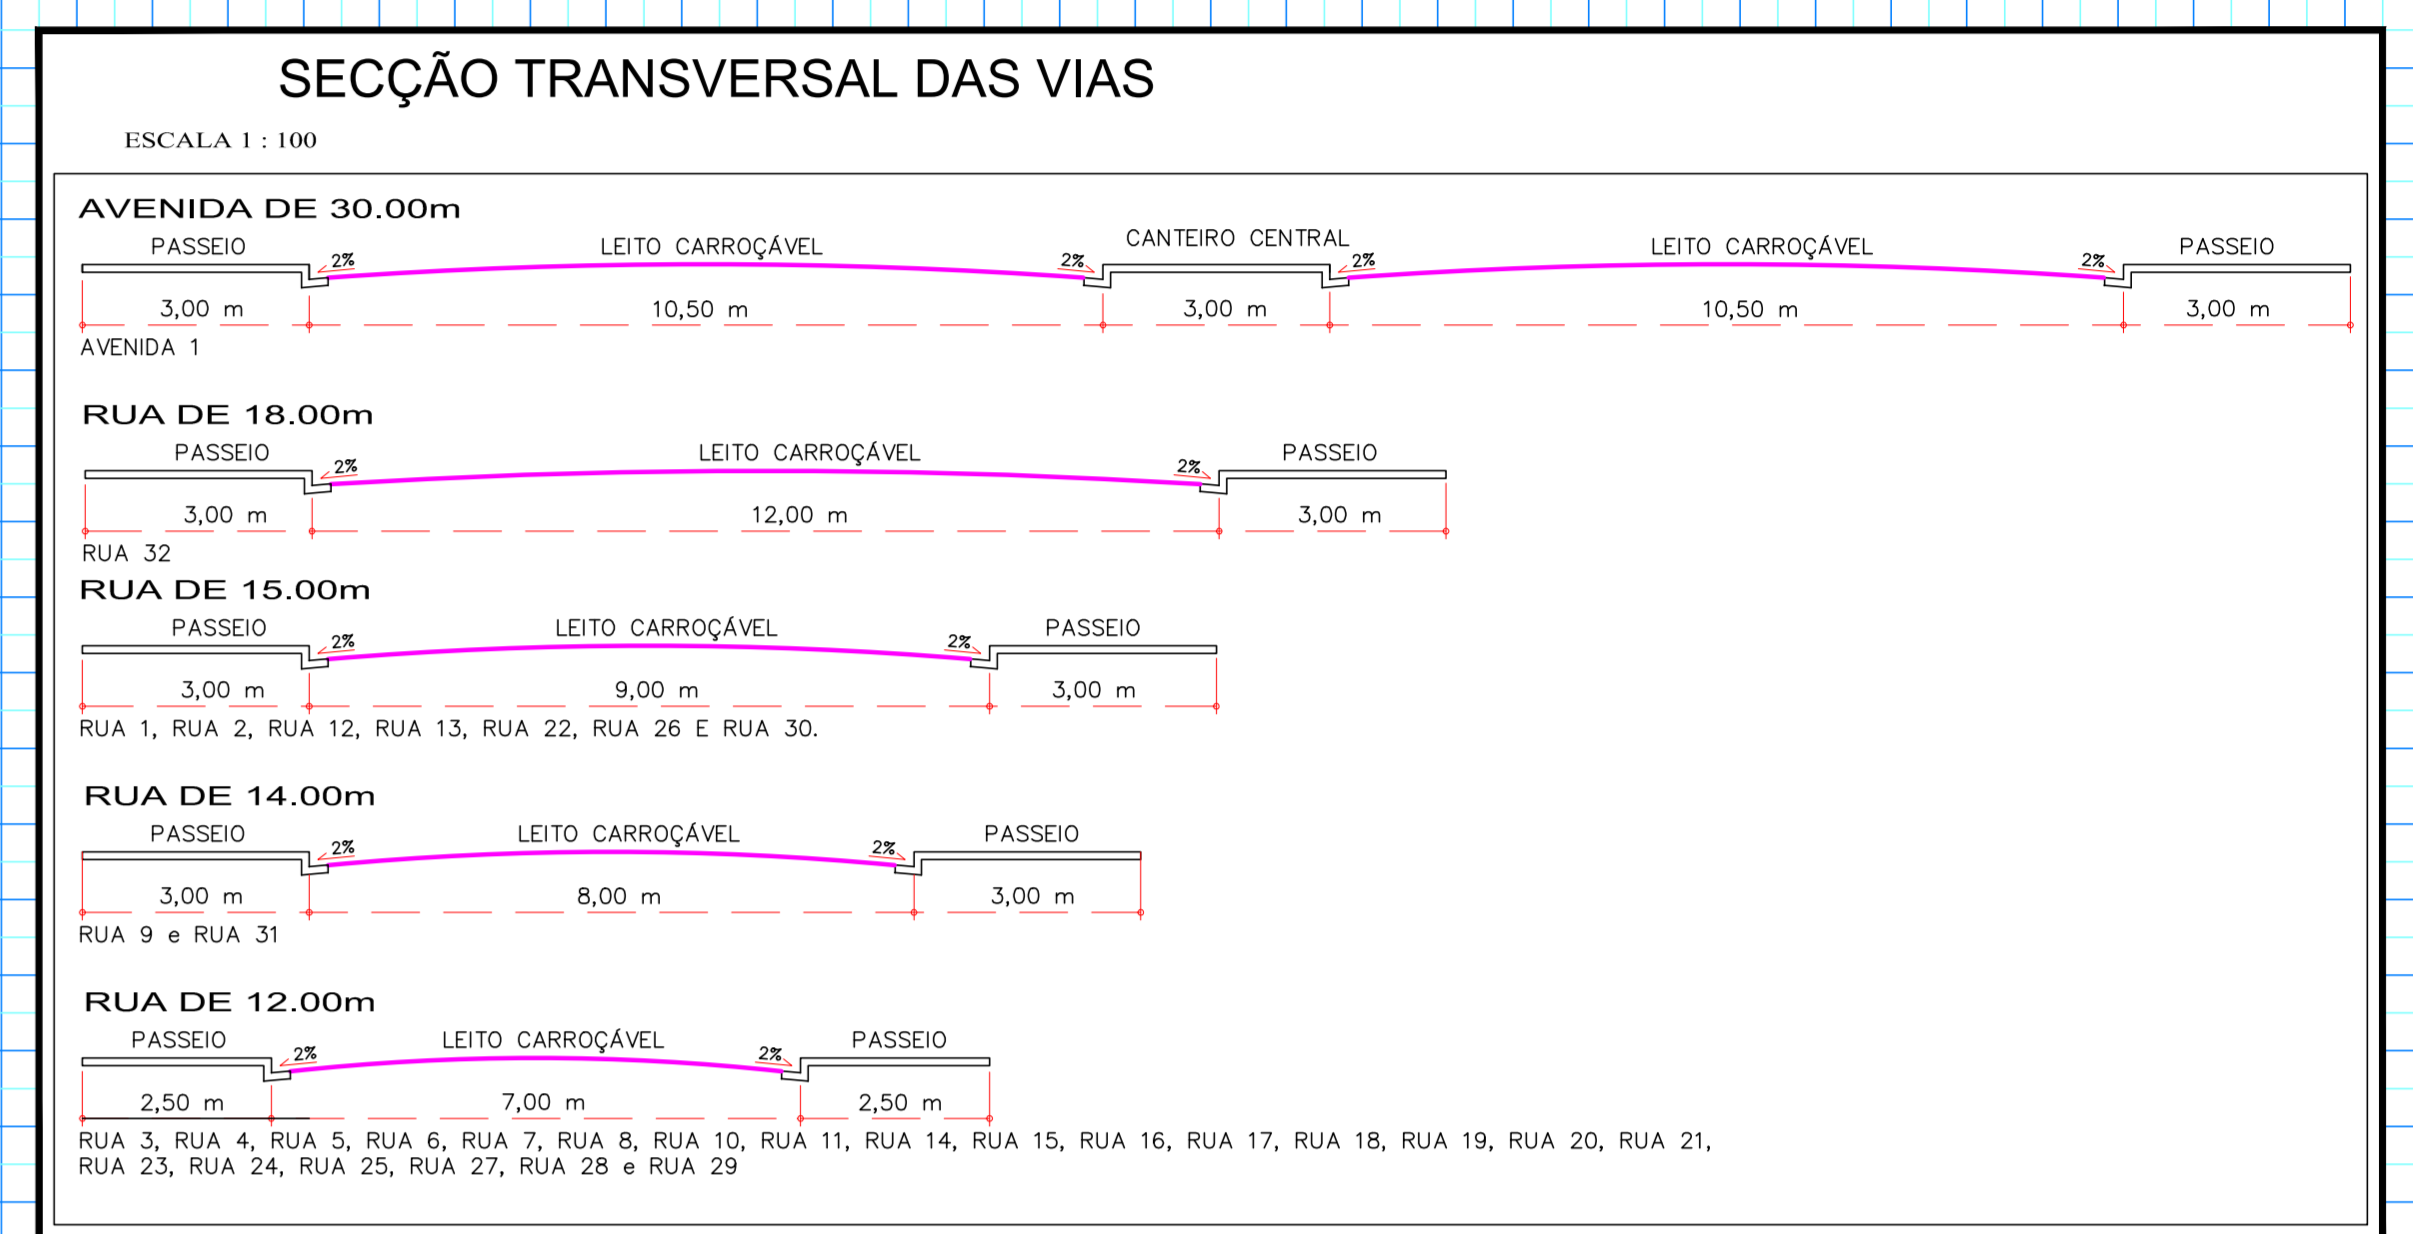 SECÇÃO TRANSVERSAL DAS VIAS
ESCALA 1 : 100
AVENIDA DE 30.00m
PASSEIO LEITO CARROÇÁVEL CANTEIRO CENTRAL LEITO CARROÇÁVEL PASSEIO
2% 2% 2% 2%
3,00 m 10,50 m 3,00 m 10,50 m 3,00 m
AVENIDA 1
RUA DE 18.00m
PASSEIO LEITO CARROÇÁVEL PASSEIO
2% 2%
3,00 m 12,00 m 3,00 m
RUA 32
RUA DE 15.00m
PASSEIO LEITO CARROÇÁVEL PASSEIO
2% 2%
3,00 m 9,00 m 3,00 m
RUA 1, RUA 2, RUA 12, RUA 13, RUA 22, RUA 26 E RUA 30.
RUA DE 14.00m
PASSEIO LEITO CARROÇÁVEL PASSEIO
2% 2%
3,00 m 8,00 m 3,00 m
RUA 9 e RUA 31
RUA DE 12.00m
PASSEIO LEITO CARROÇÁVEL PASSEIO
2% 2%
2,50 m 7,00 m 2,50 m
RUA 3, RUA 4, RUA 5, RUA 6, RUA 7, RUA 8, RUA 10, RUA 11, RUA 14, RUA 15, RUA 16, RUA 17, RUA 18, RUA 19, RUA 20, RUA 21,
RUA 23, RUA 24, RUA 25, RUA 27, RUA 28 e RUA 29